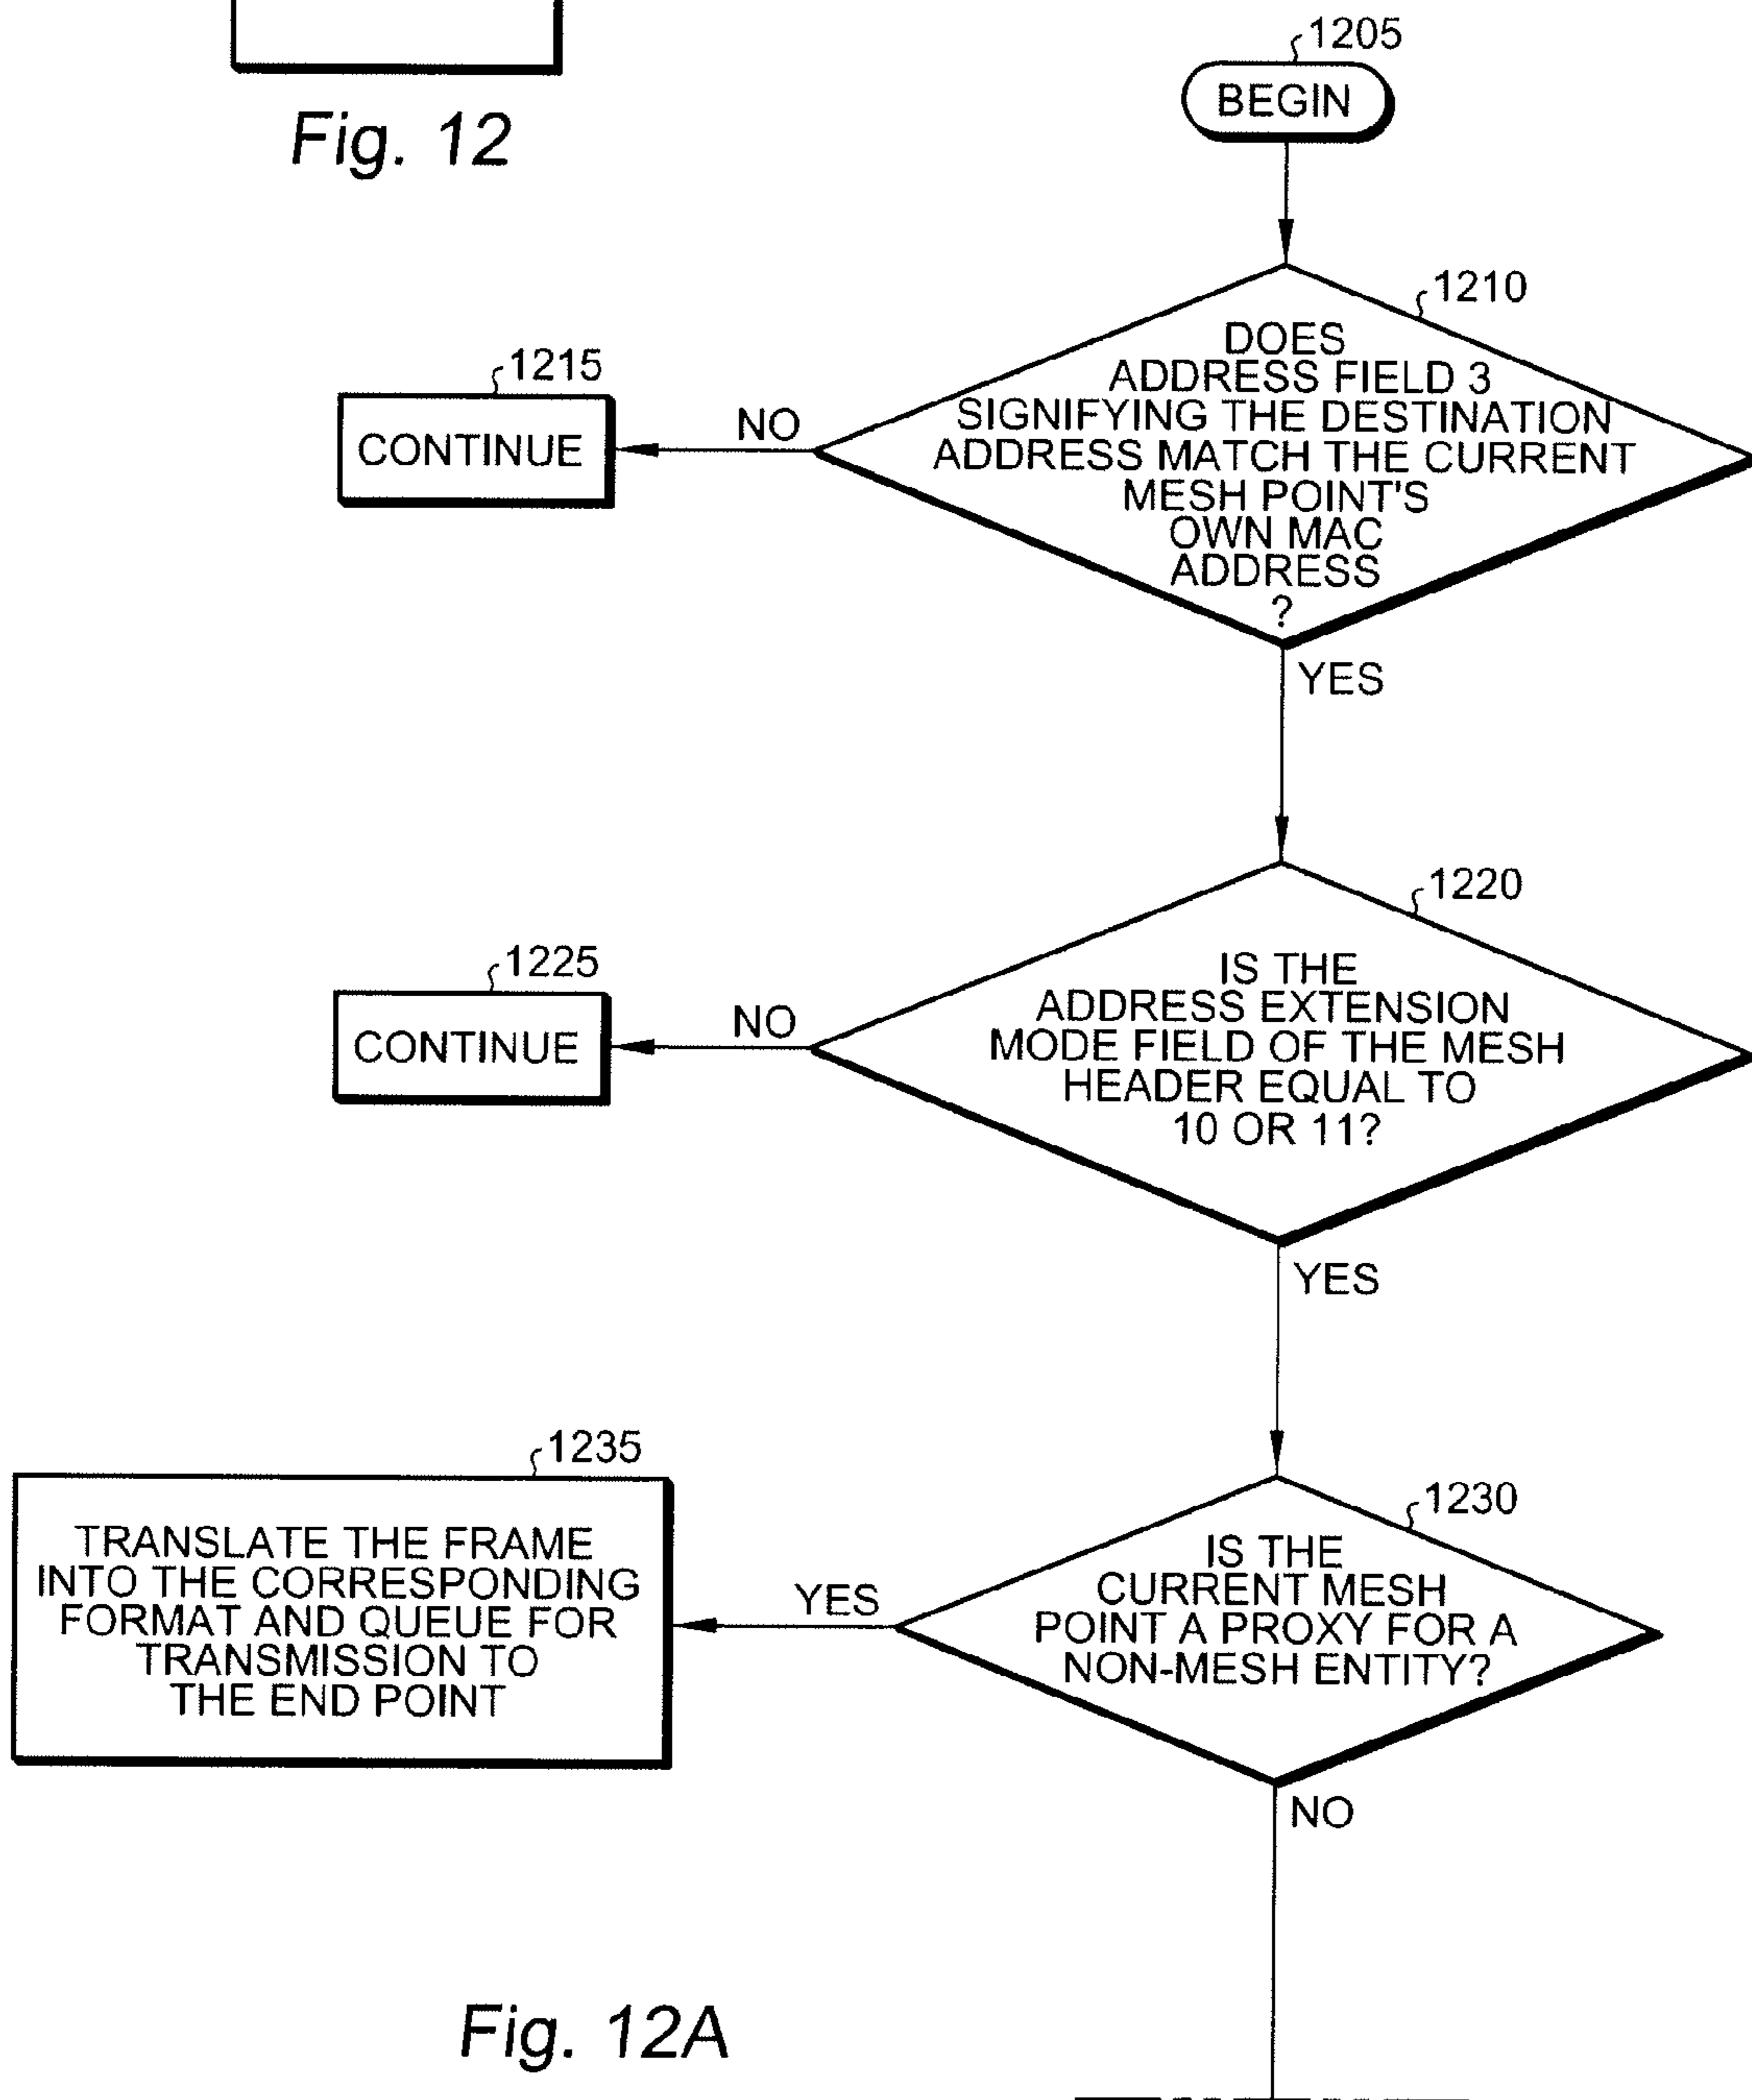 Fig. 12
1205
BEGIN
1210
DOES
ADDRESS FIELD 3
SIGNIFYING THE DESTINATION
ADDRESS MATCH THE CURRENT
MESH POINT'S
OWN MAC
ADDRESS
?
1215
CONTINUE
NO
YES
1220
IS THE
ADDRESS EXTENSION
MODE FIELD OF THE MESH
HEADER EQUAL TO
10 OR 11?
1225
CONTINUE
NO
YES
1230
IS THE
CURRENT MESH
POINT A PROXY FOR A
NON-MESH ENTITY?
1235
TRANSLATE THE FRAME
INTO THE CORRESPONDING
FORMAT AND QUEUE FOR
TRANSMISSION TO
THE END POINT
YES
NO
Fig. 12A